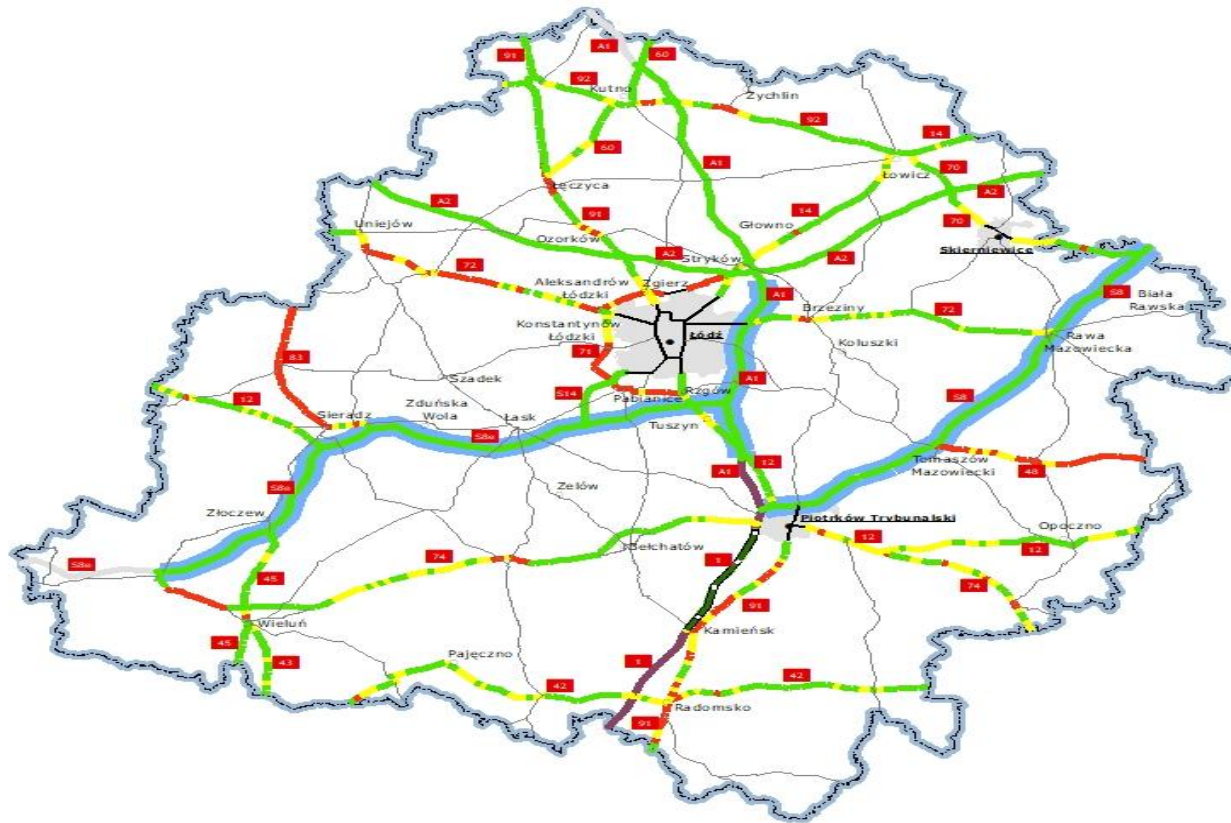 A1
91
60
92
Kutno
Żychlin
92
14
60
A1
70
Łowicz
Łęczyca
A2
A2
14
Uniejów
91
Głowno
70
Ozorków
Skierniewice
A2
Stryków
A2
72
Aleksandrów
Łódzki
Zgierz
A1
S8
Biała
Rawska
Brzeziny
72
Konstantynów
Łódzki
Łódź
Koluszki
Rawa
Mazowiecka
71
83
Szadek
A1
S14
Rzgów
12
Zduńska
Wola
Pabianice
S8
Sieradz
Łask
Tuszyn
S8e
12
Tomaszów
Mazowiecki
48
A1
S8e
Zelów
Złoczew
Piotrków Trybunalski
Opoczno
12
12
Bełchatów
74
1
S8e
45
74
91
Wieluń
Kamieńsk
45
Pajęczno
43
1
42
42
Radomsko
91